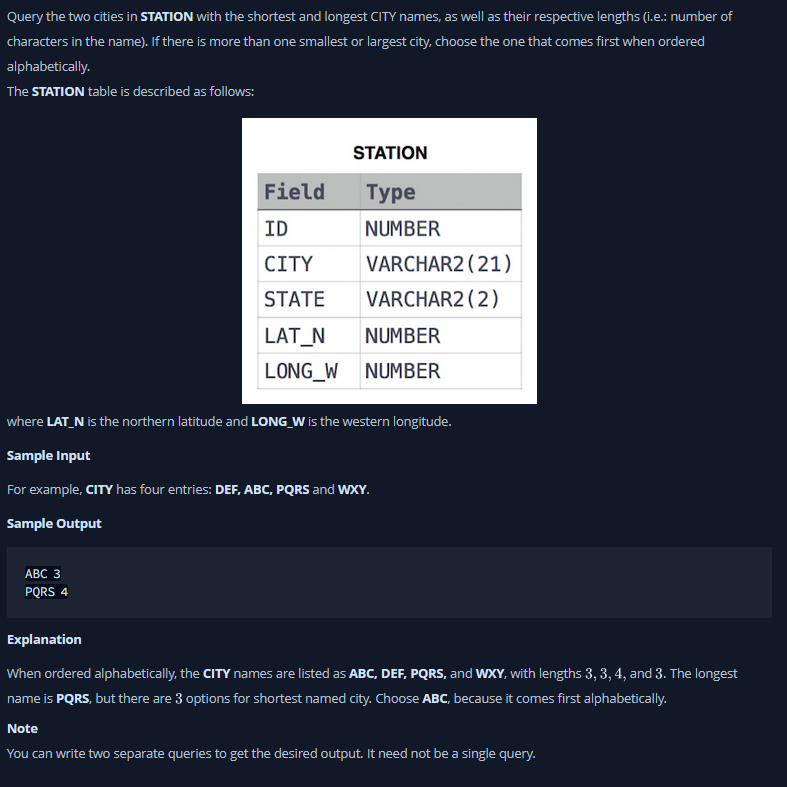 Query the two cities in STATION with the shortest and longest CITY names, as well as their respective lengths (i.e.: number of
characters in the name). If there is more than one smallest or largest city, choose the one that comes first when ordered
alphabetically.
The STATION table is described as follows:
STATION
Field Type
ID NUMBER
CITY VARCHAR2(21)
STATE VARCHAR2(2)
LAT_N NUMBER
LONG_W NUMBER
where LAT_N is the northern latitude and LONG_W is the western longitude.
Sample Input
For example, CITY has four entries: DEF, ABC, PQRS and WXY.
Sample Output
ABC 3
PQRS 4
Explanation
When ordered alphabetically, the CITY names are listed as ABC, DEF, PQRS, and WXY, with lengths 3, 3, 4, and 3. The longest
name is PQRS, but there are 3 options for shortest named city. Choose ABC, because it comes first alphabetically.
Note
You can write two separate queries to get the desired output. It need not be a single query.